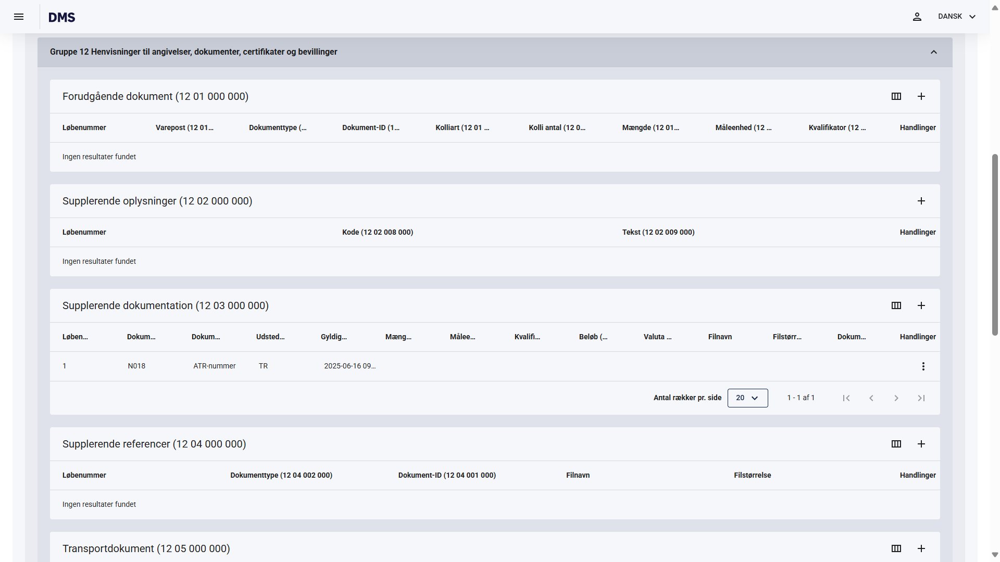 DMS
DANSK
Gruppe 12 Henvisninger til angivelser, dokumenter, certifikater og bevillinger
Forudgående dokument (12 01 000 000)
Løbenummer Varepost (12 01... Dokumenttype (... Dokument-ID (1... Kolliart (12 01 ... Kolli antal (12 0... Mængde (12 01... Måleenhed (12 ... Kvalifikator (12 ... Handlinger
Ingen resultater fundet
Supplerende oplysninger (12 02 000 000)
Løbenummer Kode (12 02 008 000) Tekst (12 02 009 000) Handlinger
Ingen resultater fundet
Supplerende dokumentation (12 03 000 000)
Løben... Dokum... Dokum... Udsted... Gyldig... Mæng... Målee... Kvalifi... Beløb (... Valuta ... Filnavn Filstørr... Dokum... Handlinger
1 N018 ATR-nummer TR 2025-06-16 09...
Antal rækker pr. side 20 1 - 1 af 1
Supplerende referencer (12 04 000 000)
Løbenummer Dokumenttype (12 04 002 000) Dokument-ID (12 04 001 000) Filnavn Filstørrelse Handlinger
Ingen resultater fundet
Transportdokument (12 05 000 000)